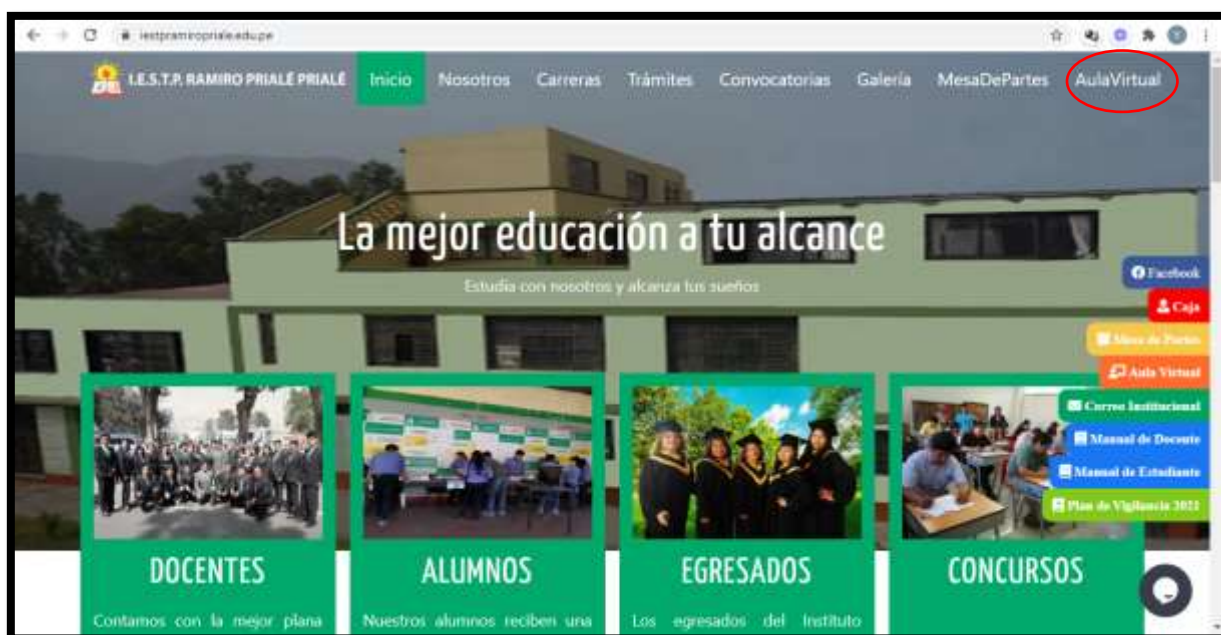 iestpramiropriale.edu.pe
I.E.S.T.P. RAMIRO PRIALÉ PRIALÉ
Inicio
Nosotros
Carreras
Trámites
Convocatorias
Galería
MesaDePartes
AulaVirtual
La mejor educación a tu alcance
Estudia con nosotros y alcanza tus sueños
Facebook
Caja
Mesa de Partes
Aula Virtual
Correo Institucional
Manual de Docente
Manual de Estudiante
Plan de Vigilancia 2021
DOCENTES
ALUMNOS
EGRESADOS
CONCURSOS
Contamos con la mejor plana
Nuestros alumnos reciben una
Los egresados del Instituto